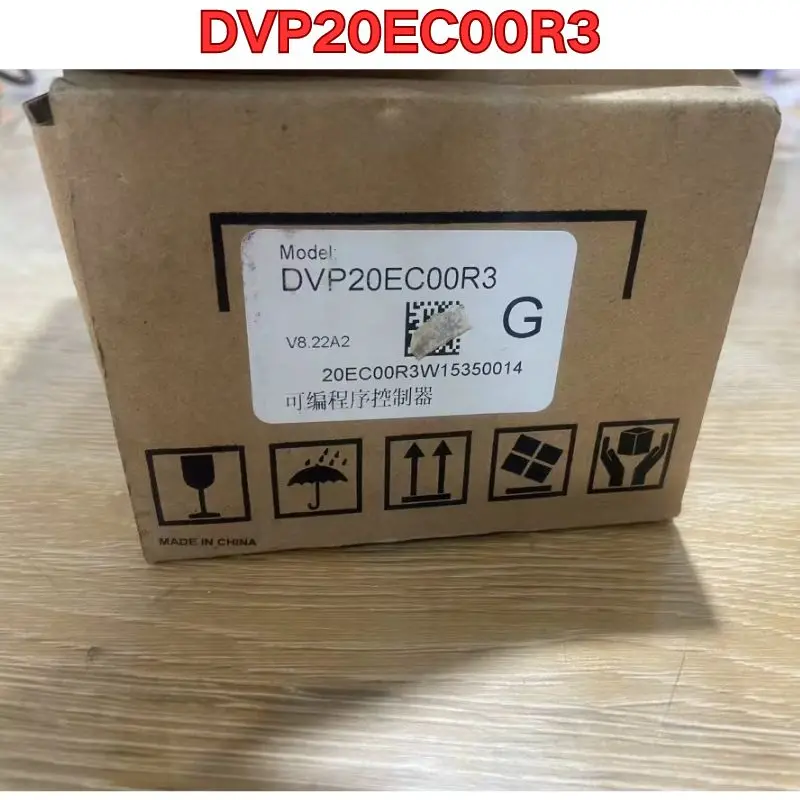 DVP20EC00R3
Model:
DVP20EC00R3
G
V8.22A2
20EC00R3W15350014
可编程序控制器
MADE IN CHINA